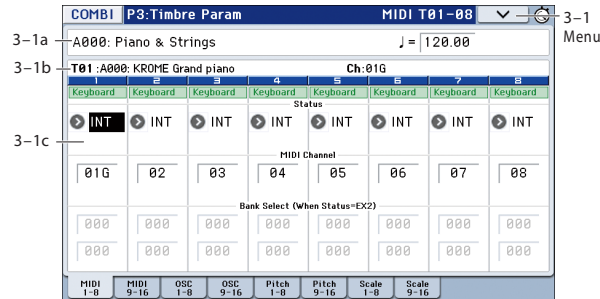 COMBI P3:Timbre Param MIDI T01-08
3-1
Menu
3-1a
A000: Piano & Strings ♩= 120.00
3-1b
T01 :A000: KROME Grand piano Ch:01G
1 2 3 4 5 6 7 8
Keyboard Keyboard Keyboard Keyboard Keyboard Keyboard Keyboard Keyboard
Status
INT INT INT INT INT INT INT INT
3-1c
MIDI Channel
01G 02 03 04 05 06 07 08
Bank Select (When Status=EX2)
000 000 000 000 000 000 000 000
000 000 000 000 000 000 000 000
MIDI 1-8 MIDI 9-16 OSC 1-8 OSC 9-16 Pitch 1-8 Pitch 9-16 Scale 1-8 Scale 9-16